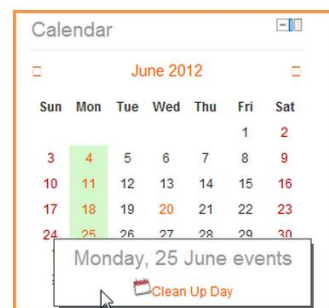 Calendar
June 2012
Sun Mon Tue Wed Thu Fri Sat
1 2
3 4 5 6 7 8 9
10 11 12 13 14 15 16
17 18 19 20 21 22 23
24 25 26 27 28 29 30
Monday, 25 June events
Clean Up Day